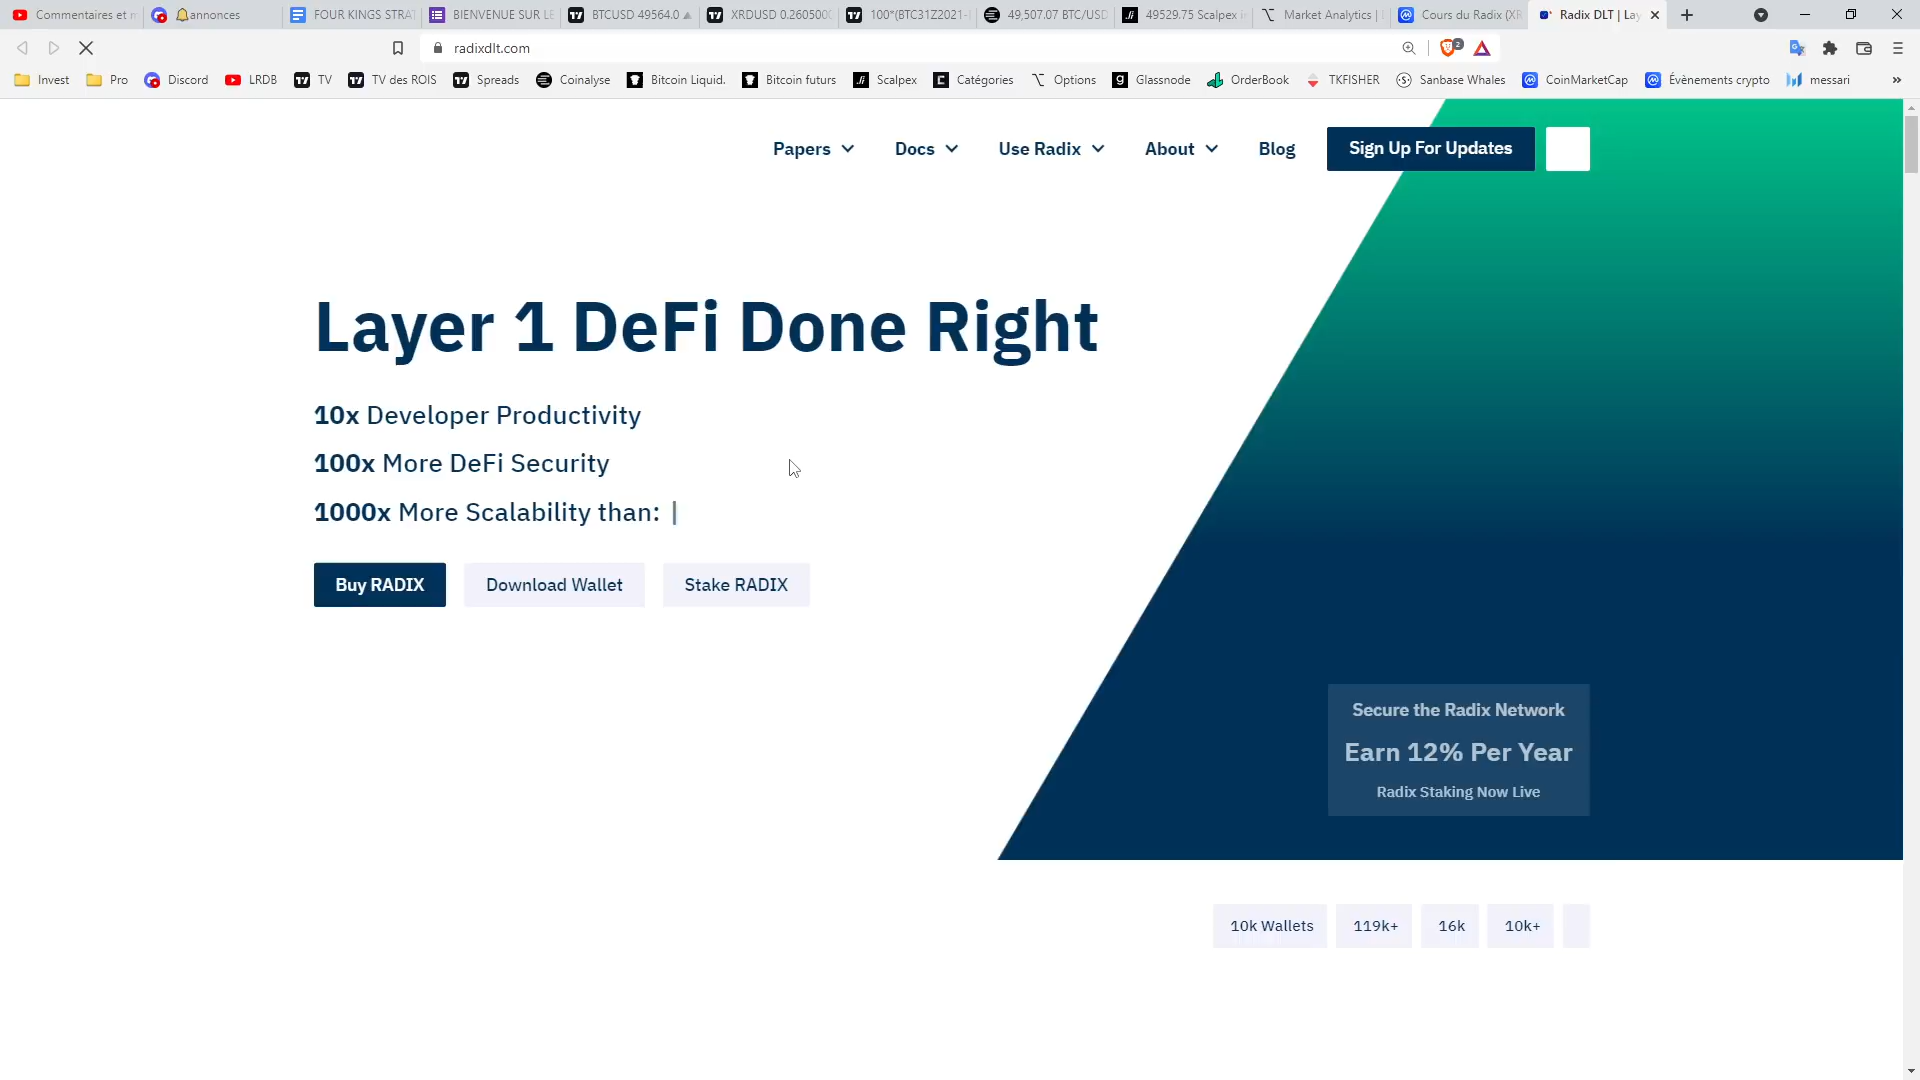 Commentaires et m
annonces
FOUR KINGS STRAT
BIENVENUE SUR LE
BTCUSD 49564.0
XRDUSD 0.260500
100*(BTC31Z2021-
49,507.07 BTC/USD
49529.75 Scalpex i
Market Analytics |
Cours du Radix (XR
Radix DLT | Lay
radixdlt.com
2
Invest
Pro
Discord
LRDB
TV
TV des ROIS
Spreads
Coinalyse
Bitcoin Liquid.
Bitcoin futurs
Scalpex
Catégories
Options
Glassnode
OrderBook
TKFISHER
Sanbase Whales
CoinMarketCap
Évènements crypto
messari
»
Papers
Docs
Use Radix
About
Blog
Sign Up For Updates
Layer 1 DeFi Done Right
10x Developer Productivity
100x More DeFi Security
1000x More Scalability than: |
Buy RADIX
Download Wallet
Stake RADIX
Secure the Radix Network
Earn 12% Per Year
Radix Staking Now Live
10k Wallets
119k+
16k
10k+